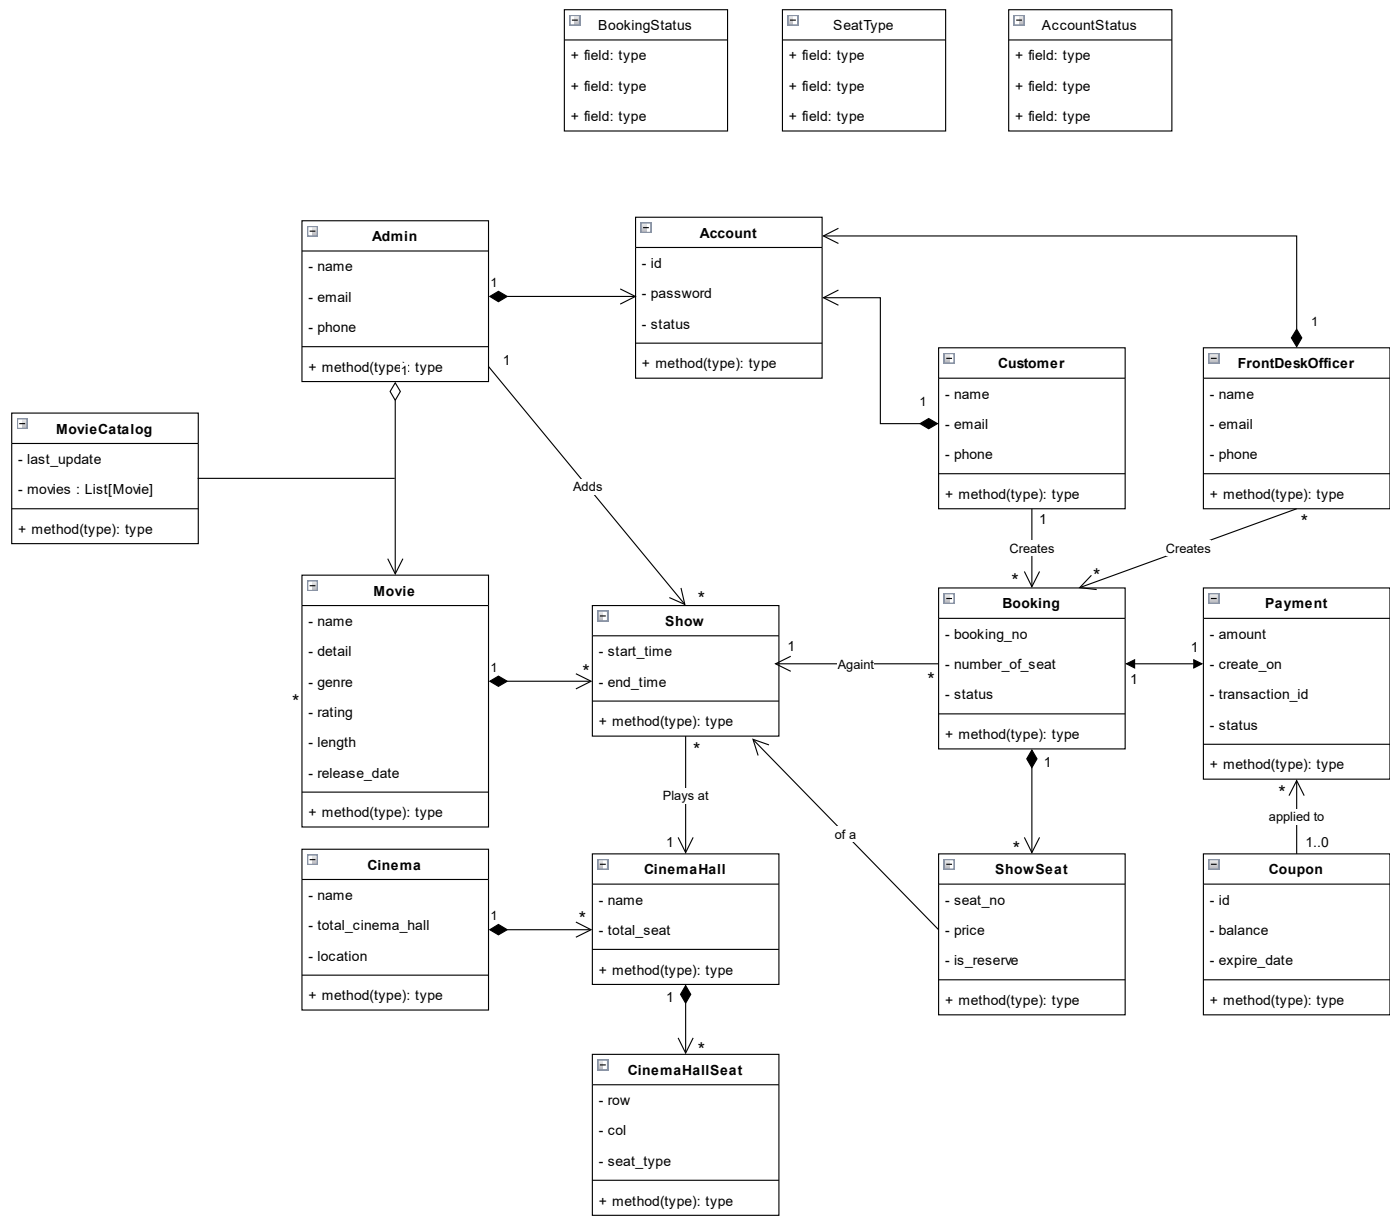 BookingStatus
+ field: type
+ field: type
+ field: type
SeatType
+ field: type
+ field: type
+ field: type
AccountStatus
+ field: type
+ field: type
+ field: type
Admin
- name
- email
- phone
+ method(type): type
1
1
1
Account
- id
- password
- status
+ method(type): type
Customer
- name
- email
- phone
+ method(type): type
1
1
Creates
*
FrontDeskOfficer
- name
- email
- phone
+ method(type): type
1
*
Creates
*
MovieCatalog
- last_update
- movies : List[Movie]
+ method(type): type
Adds
*
Movie
- name
- detail
- genre
- rating
- length
- release_date
+ method(type): type
*
1
*
Show
- start_time
- end_time
+ method(type): type
1
Againt
*
*
Plays at
1
of a
Booking
- booking_no
- number_of_seat
- status
+ method(type): type
1
1
1
*
Payment
- amount
- create_on
- transaction_id
- status
+ method(type): type
*
applied to
1..0
Cinema
- name
- total_cinema_hall
- location
+ method(type): type
1
*
CinemaHall
- name
- total_seat
+ method(type): type
1
*
ShowSeat
- seat_no
- price
- is_reserve
+ method(type): type
Coupon
- id
- balance
- expire_date
+ method(type): type
CinemaHallSeat
- row
- col
- seat_type
+ method(type): type